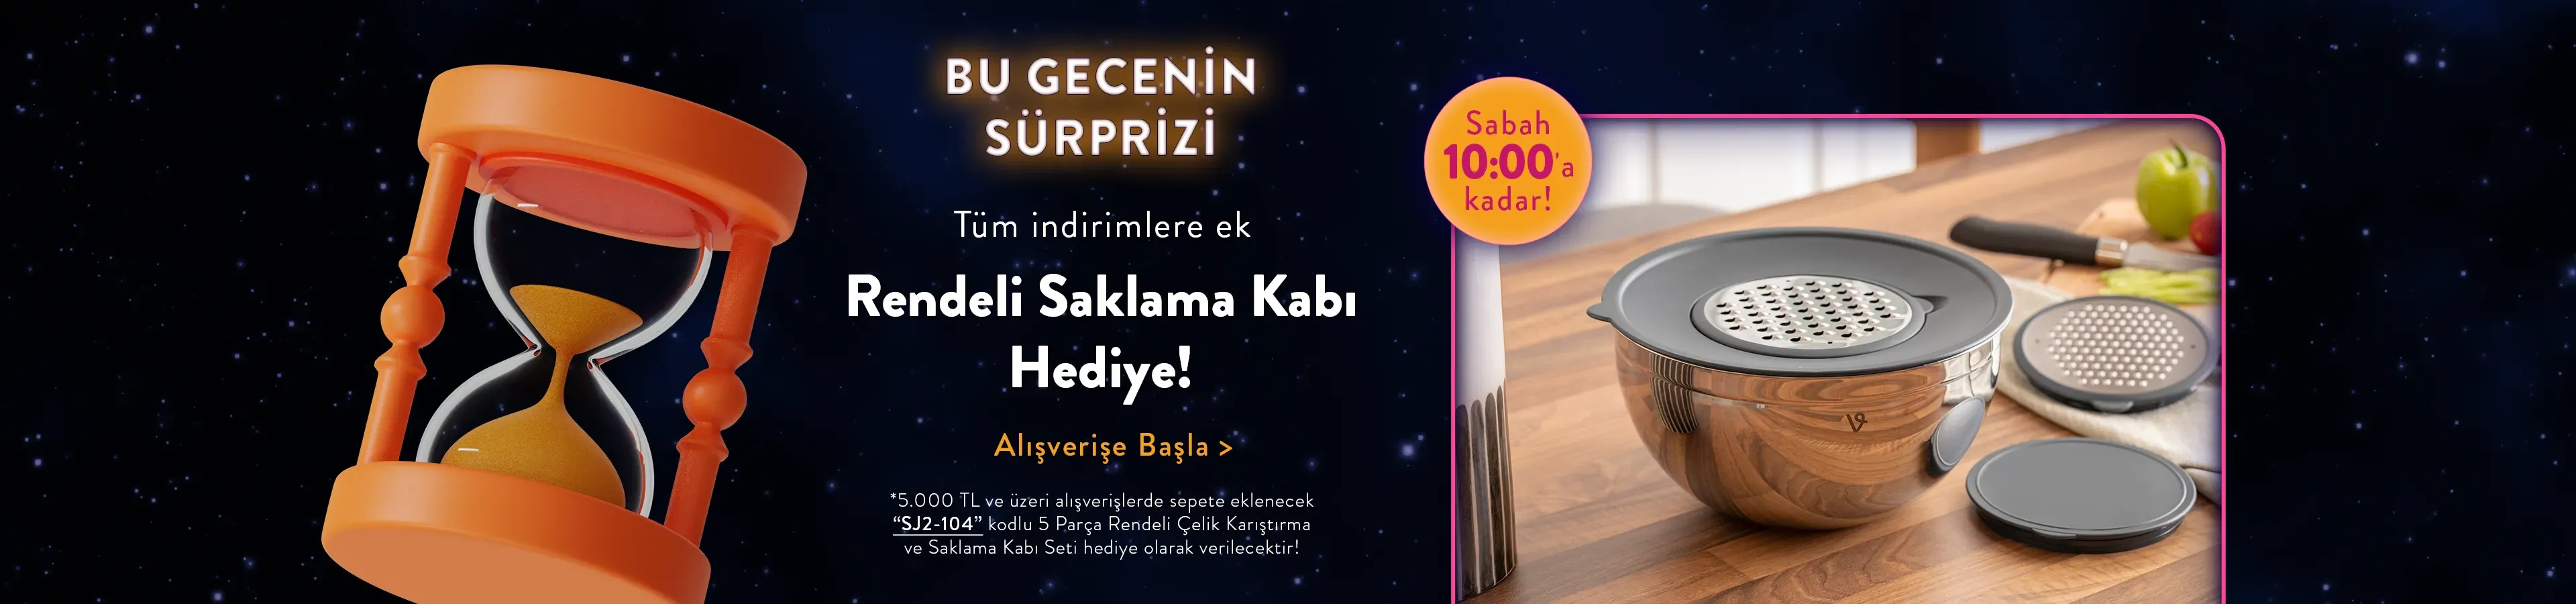 BU GECENİN
SÜRPRİZİ
Tüm indirimlere ek
Rendeli Saklama Kabı
Hediye!
Alışverişe Başla >
*5.000 TL ve üzeri alışverişlerde sepete eklenecek
“SJ2-104” kodlu 5 Parça Rendeli Çelik Karıştırma
ve Saklama Kabı Seti hediye olarak verilecektir!
Sabah
10:00'a
kadar!